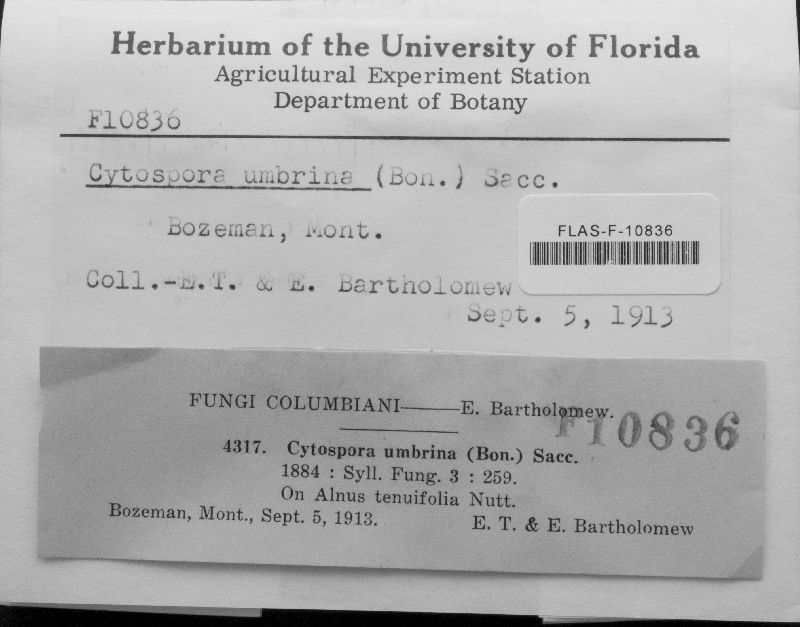 Herbarium of the University of Florida
Agricultural Experiment Station
Department of Botany
F10836
Cytospora umbrina (Bon.) Sacc.
Bozeman, Mont.
FLAS-F-10836
Coll.-E.T. & E. Bartholomew
Sept. 5, 1913
FUNGI COLUMBIANI——E. Bartholomew.
F10836
4317. Cytospora umbrina (Bon.) Sacc.
1884 : Syll. Fung. 3 : 259.
On Alnus tenuifolia Nutt.
Bozeman, Mont., Sept. 5, 1913. E. T. & E. Bartholomew